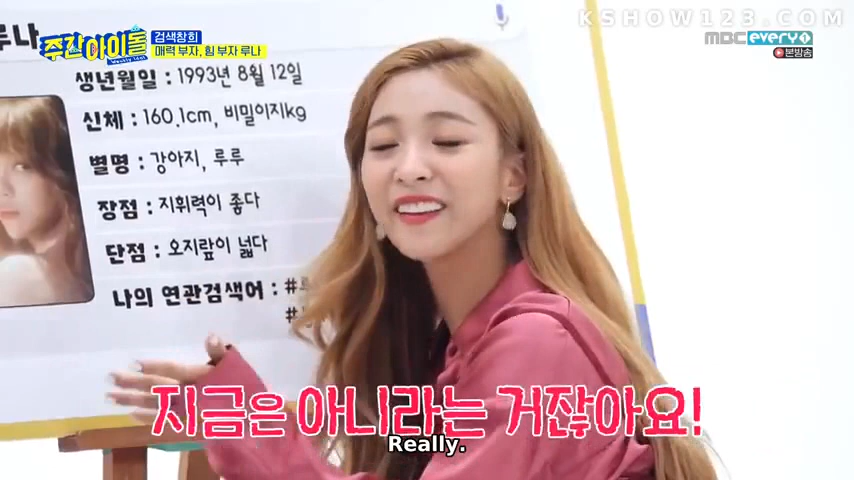 루나
주간아이돌
Weekly Idol
검색창희
매력 부자, 힘 부자 루나
KSHOW123.COM
MBC every1
본방송
생년월일 : 1993년 8월 12일
신체 : 160.1cm, 비밀이지kg
별명 : 강아지, 루루
장점 : 지휘력이 좋다
단점 : 오지랖이 넓다
나의 연관검색어 : #
#
지금은 아니라는 거잖아요!
Really.